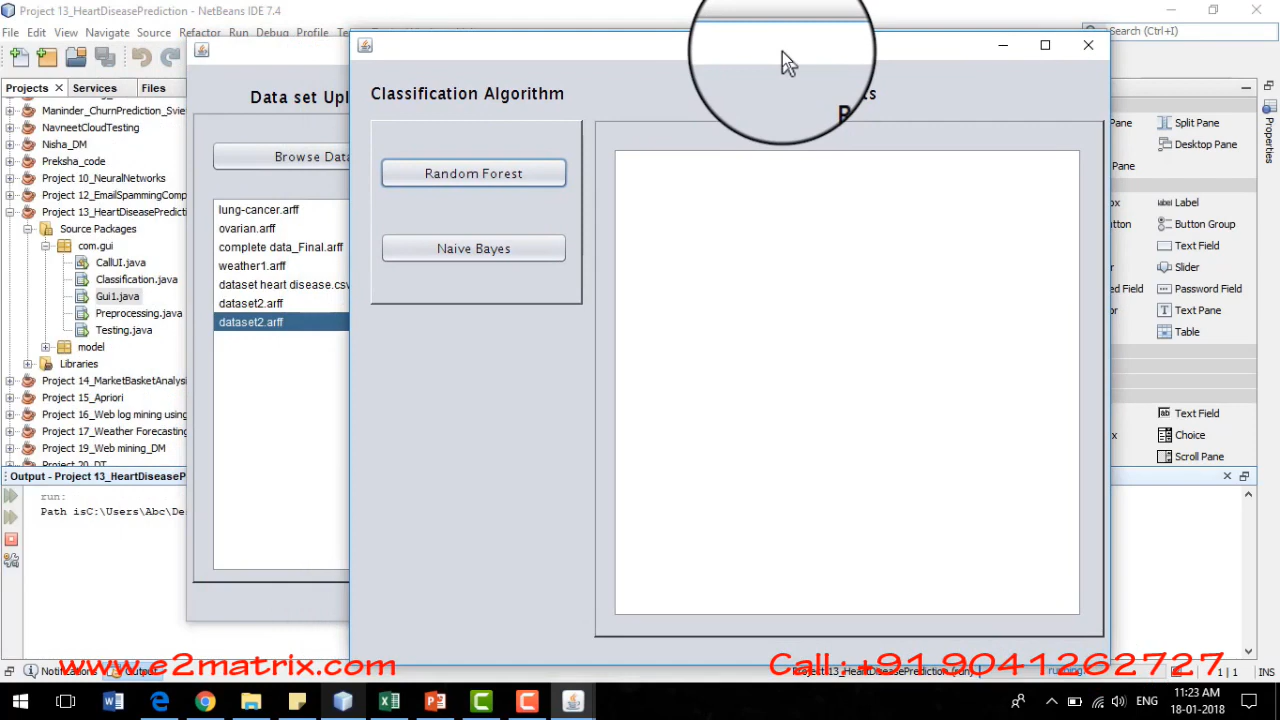 Project 13_HeartDiseasePrediction - NetBeans IDE 7.4
File Edit View Navigate Source Refactor Run Debug Profile
Search (Ctrl+I)
Projects
Services
Files
Maninder_ChurnPrediction_Svie
NavneetCloudTesting
Nisha_DM
Preksha_code
Project 10_NeuralNetworks
Project 12_EmailSpammingComp
Project 13_HeartDiseasePredicti
Source Packages
com.gui
CallUI.java
Classification.java
Gui1.java
Preprocessing.java
Testing.java
model
Libraries
Project 14_MarketBasketAnalysi
Project 15_Apriori
Project 16_Web log mining using
Project 17_Weather Forecasting
Project 19_Web mining_DM
Project 20_DT
Data set Upl
Browse Data
lung-cancer.arff
ovarian.arff
complete data_Final.arff
weather1.arff
dataset heart disease.csv
dataset2.arff
dataset2.arff
Classification Algorithm
Random Forest
Naive Bayes
Split Pane
Desktop Pane
Label
Button Group
Text Field
Slider
Password Field
Text Pane
Table
Text Field
Choice
Scroll Pane
Properties
Output - Project 13_HeartDiseaseP
run:
Path isC:\Users\Abc\De
Notifications
Output
Project 13_HeartDiseasePrediction (run)
running...
1 | 1
INS
www.e2matrix.com
Call : +91 9041262727
ENG
11:23 AM
18-01-2018